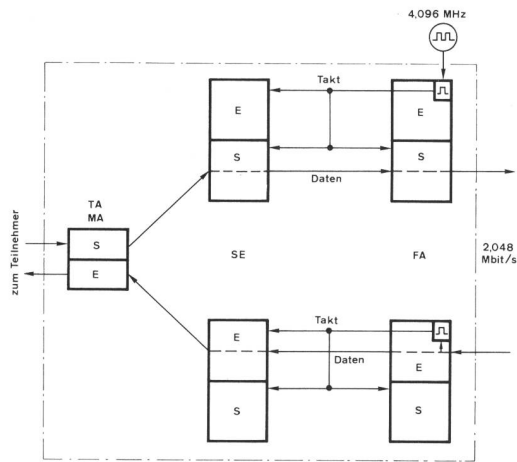 4,096 MHz
Takt
E
E
S
S
Daten
TA
MA
S
E
zum Teilnehmer
SE
FA
2,048
Mbit/s
Takt
E
Daten
E
S
S